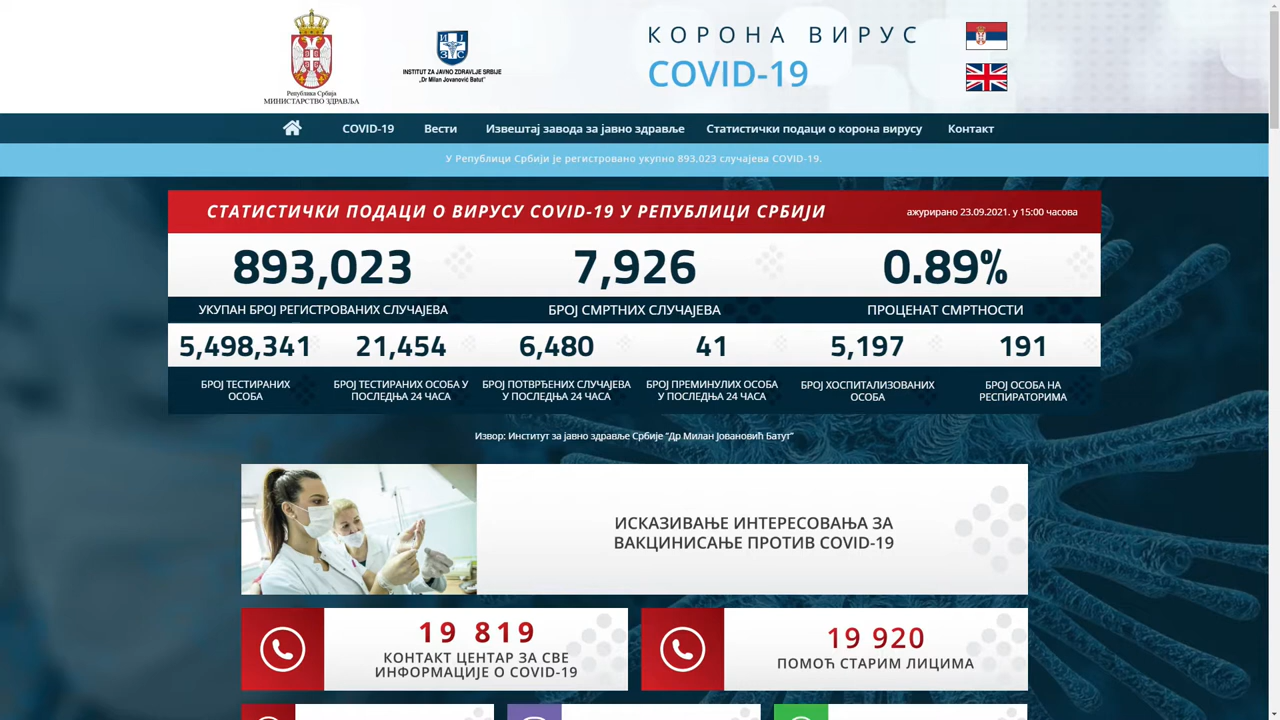 Република Србија
МИНИСТАРСТВО ЗДРАВЉА
INSTITUT ZA JAVNO ZDRAVLJE SRBIJE
„Dr Milan Jovanović Batut"
КОРОНА ВИРУС
COVID-19
COVID-19 Вести Извештај завода за јавно здравље Статистички подаци о корона вирусу Контакт
У Републици Србији је регистровано укупно 893,023 случајева COVID-19.
СТАТИСТИЧКИ ПОДАЦИ О ВИРУСУ COVID-19 У РЕПУБЛИЦИ СРБИЈИ
ажурирано 23.09.2021. у 15:00 часова
893,023
УКУПАН БРОЈ РЕГИСТРОВАНИХ СЛУЧАЈЕВА
7,926
БРОЈ СМРТНИХ СЛУЧАЈЕВА
0.89%
ПРОЦЕНАТ СМРТНОСТИ
5,498,341
БРОЈ ТЕСТИРАНИХ
ОСОБА
21,454
БРОЈ ТЕСТИРАНИХ ОСОБА У
ПОСЛЕДЊА 24 ЧАСА
6,480
БРОЈ ПОТВРЂЕНИХ СЛУЧАЈЕВА
У ПОСЛЕДЊА 24 ЧАСА
41
БРОЈ ПРЕМИНУЛИХ ОСОБА
У ПОСЛЕДЊА 24 ЧАСА
5,197
БРОЈ ХОСПИТАЛИЗОВАНИХ
ОСОБА
191
БРОЈ ОСОБА НА
РЕСПИРАТОРИМА
Извор: Институт за јавно здравље Србије "Др Милан Јовановић Батут"
ИСКАЗИВАЊЕ ИНТЕРЕСОВАЊА ЗА
ВАКЦИНИСАЊЕ ПРОТИВ COVID-19
19 819
КОНТАКТ ЦЕНТАР ЗА СВЕ
ИНФОРМАЦИЈЕ О COVID-19
19 920
ПОМОЋ СТАРИМ ЛИЦИМА